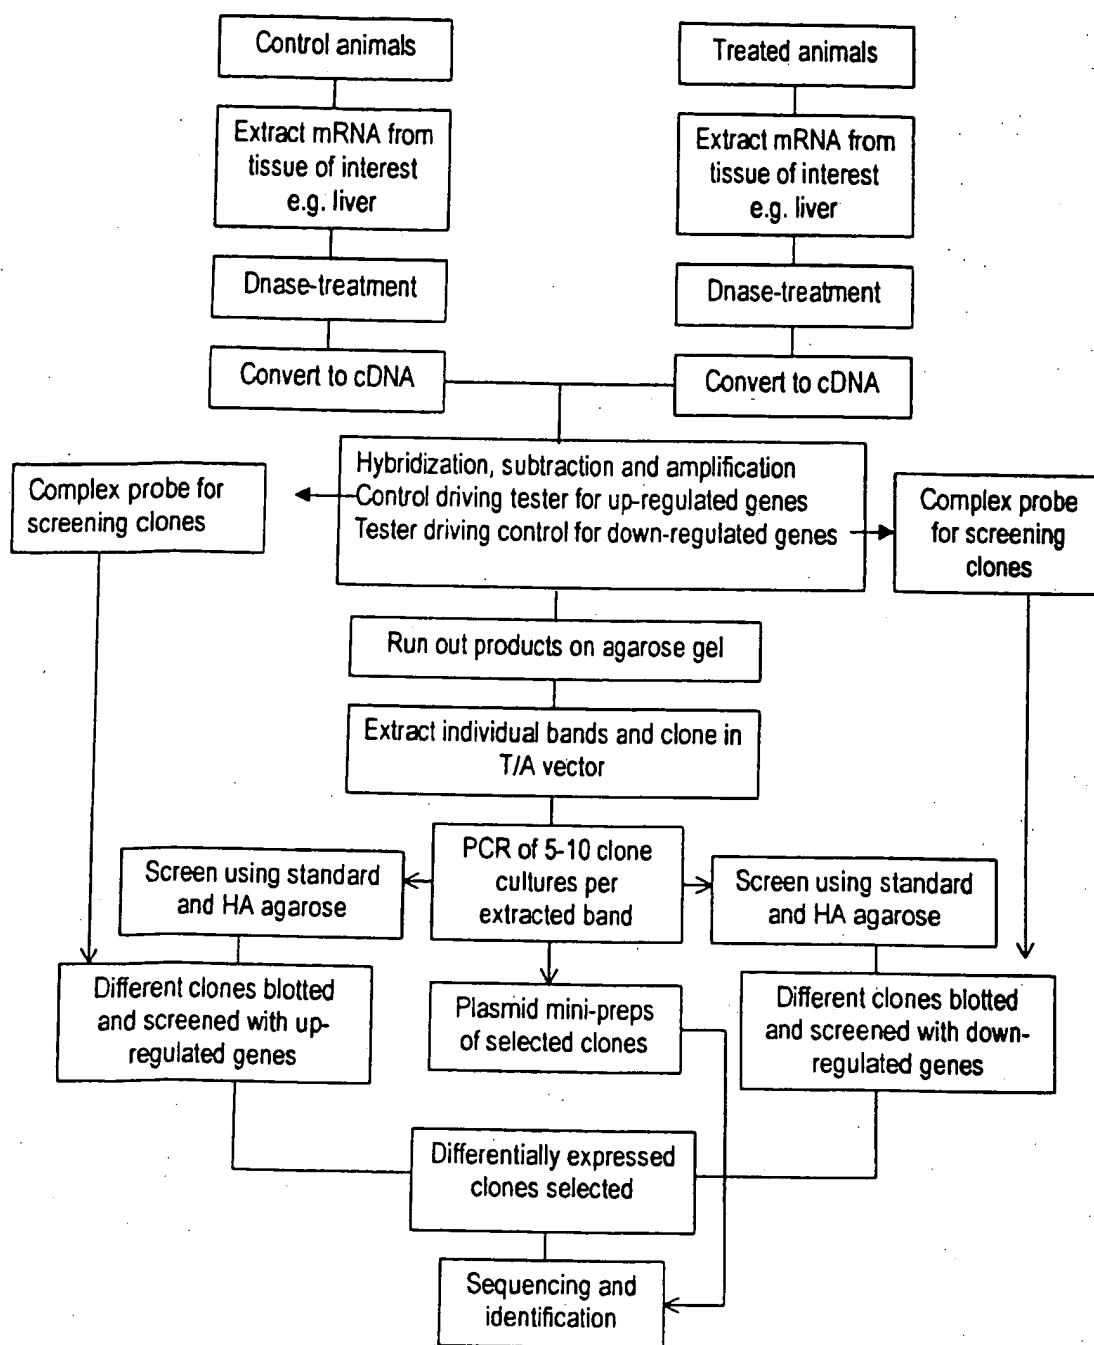 Control animals
Treated animals
Extract mRNA from
tissue of interest
e.g. liver
Extract mRNA from
tissue of interest
e.g. liver
Dnase-treatment
Dnase-treatment
Convert to cDNA
Convert to cDNA
Hybridization, subtraction and amplification
Control driving tester for up-regulated genes
Tester driving control for down-regulated genes
Complex probe for
screening clones
Complex probe
for screening
clones
Run out products on agarose gel
Extract individual bands and clone in
T/A vector
PCR of 5-10 clone
cultures per
extracted band
Screen using standard
and HA agarose
Screen using standard
and HA agarose
Different clones blotted
and screened with up-
regulated genes
Plasmid mini-preps
of selected clones
Different clones blotted
and screened with down-
regulated genes
Differentially expressed
clones selected
Sequencing and
identification